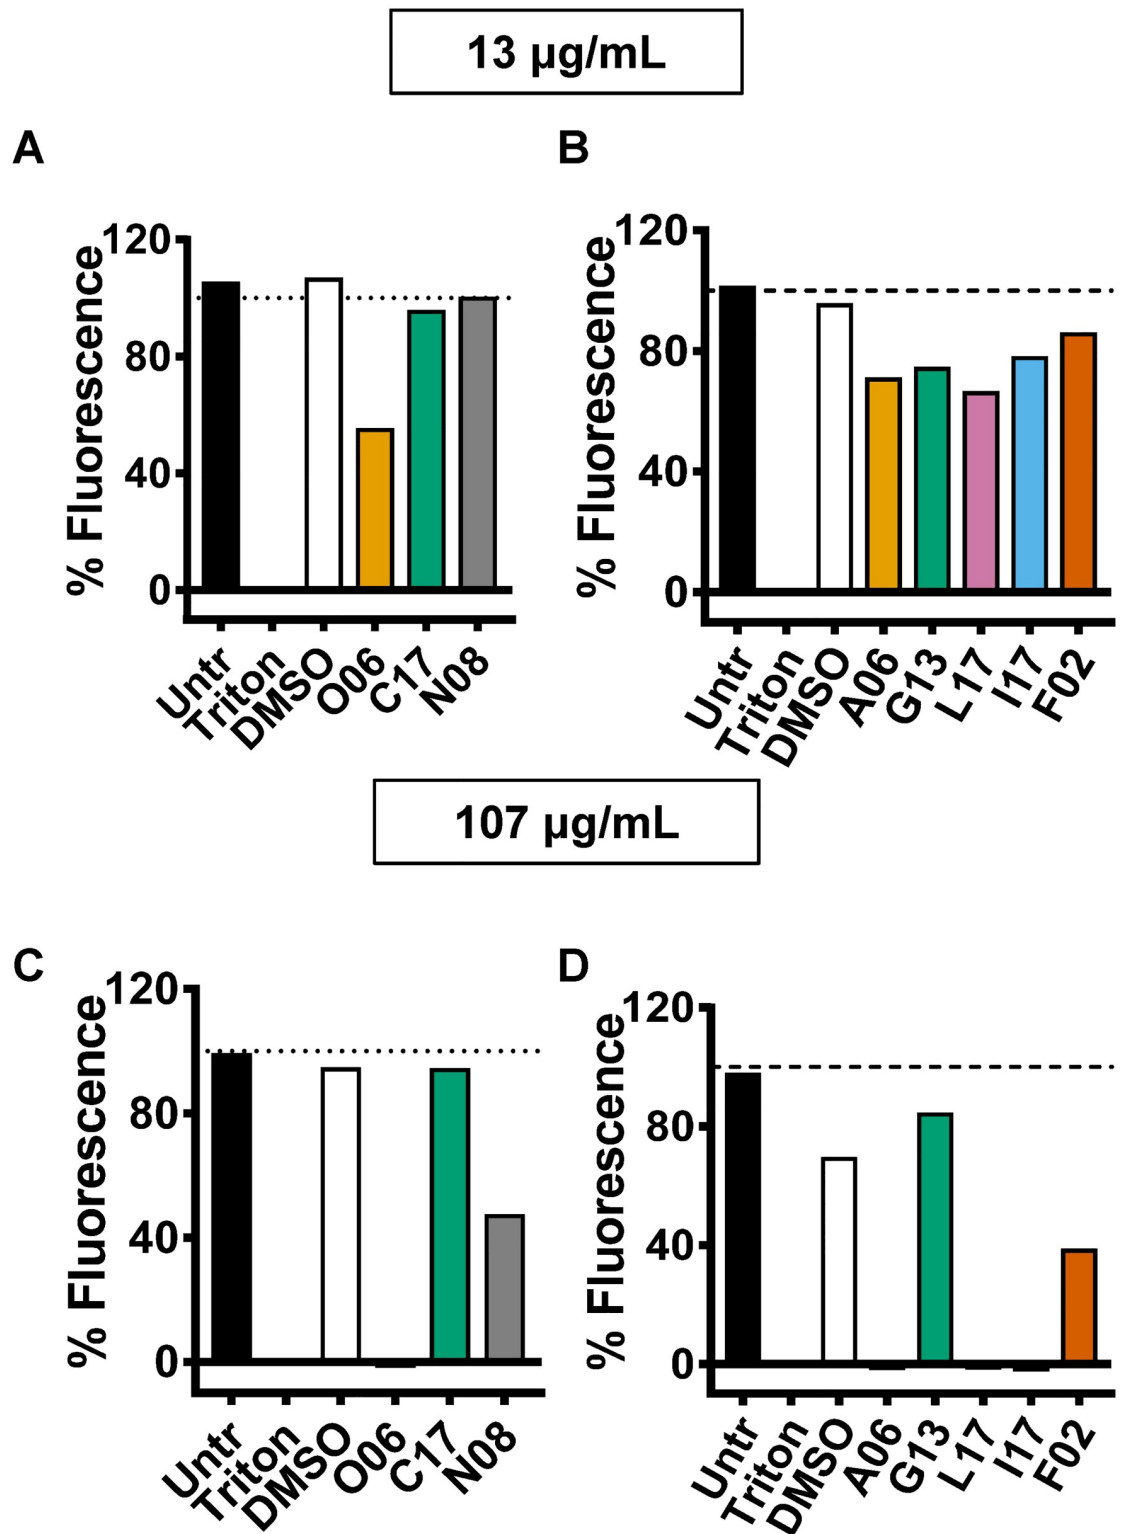 13 µg/mL
A
B
% Fluorescence
120
80
40
0
Untr
Triton
DMSO
O06
C17
N08
% Fluorescence
120
80
40
0
Untr
Triton
DMSO
A06
G13
L17
I17
F02
107 µg/mL
C
D
% Fluorescence
120
80
40
0
Untr
Triton
DMSO
O06
C17
N08
% Fluorescence
120
80
40
0
Untr
Triton
DMSO
A06
G13
L17
I17
F02